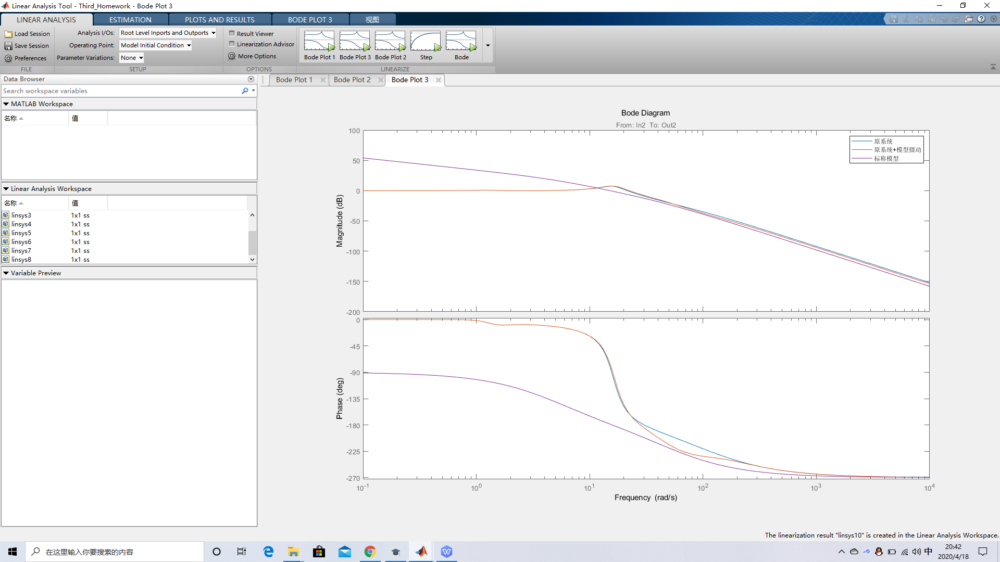 Linear Analysis Tool - Third_Homework - Bode Plot 3
LINEAR ANALYSIS
ESTIMATION
PLOTS AND RESULTS
BODE PLOT 3
视图
Load Session
Save Session
Preferences
FILE
Analysis I/Os: Root Level Inports and Outports
Operating Point: Model Initial Condition
Parameter Variations: None
SETUP
Result Viewer
Linearization Advisor
More Options
OPTIONS
Bode Plot 1
Bode Plot 3
Bode Plot 2
Step
Bode
LINEARIZE
Data Browser
Search workspace variables
MATLAB Workspace
名称 值
Linear Analysis Workspace
名称 值
linsys3 1x1 ss
linsys4 1x1 ss
linsys5 1x1 ss
linsys6 1x1 ss
linsys7 1x1 ss
linsys8 1x1 ss
Variable Preview
Bode Plot 1
Bode Plot 2
Bode Plot 3
Bode Diagram
From: In2 To: Out2
原系统
原系统+模型摄动
标称模型
Magnitude (dB)
100
50
0
-50
-100
-150
-200
Phase (deg)
0
-45
-90
-135
-180
-225
-270
10^-1
10^0
10^1
10^2
10^3
10^4
Frequency (rad/s)
The linearization result "linsys10" is created in the Linear Analysis Workspace.
在这里输入你要搜索的内容
中
20:42
2020/4/18